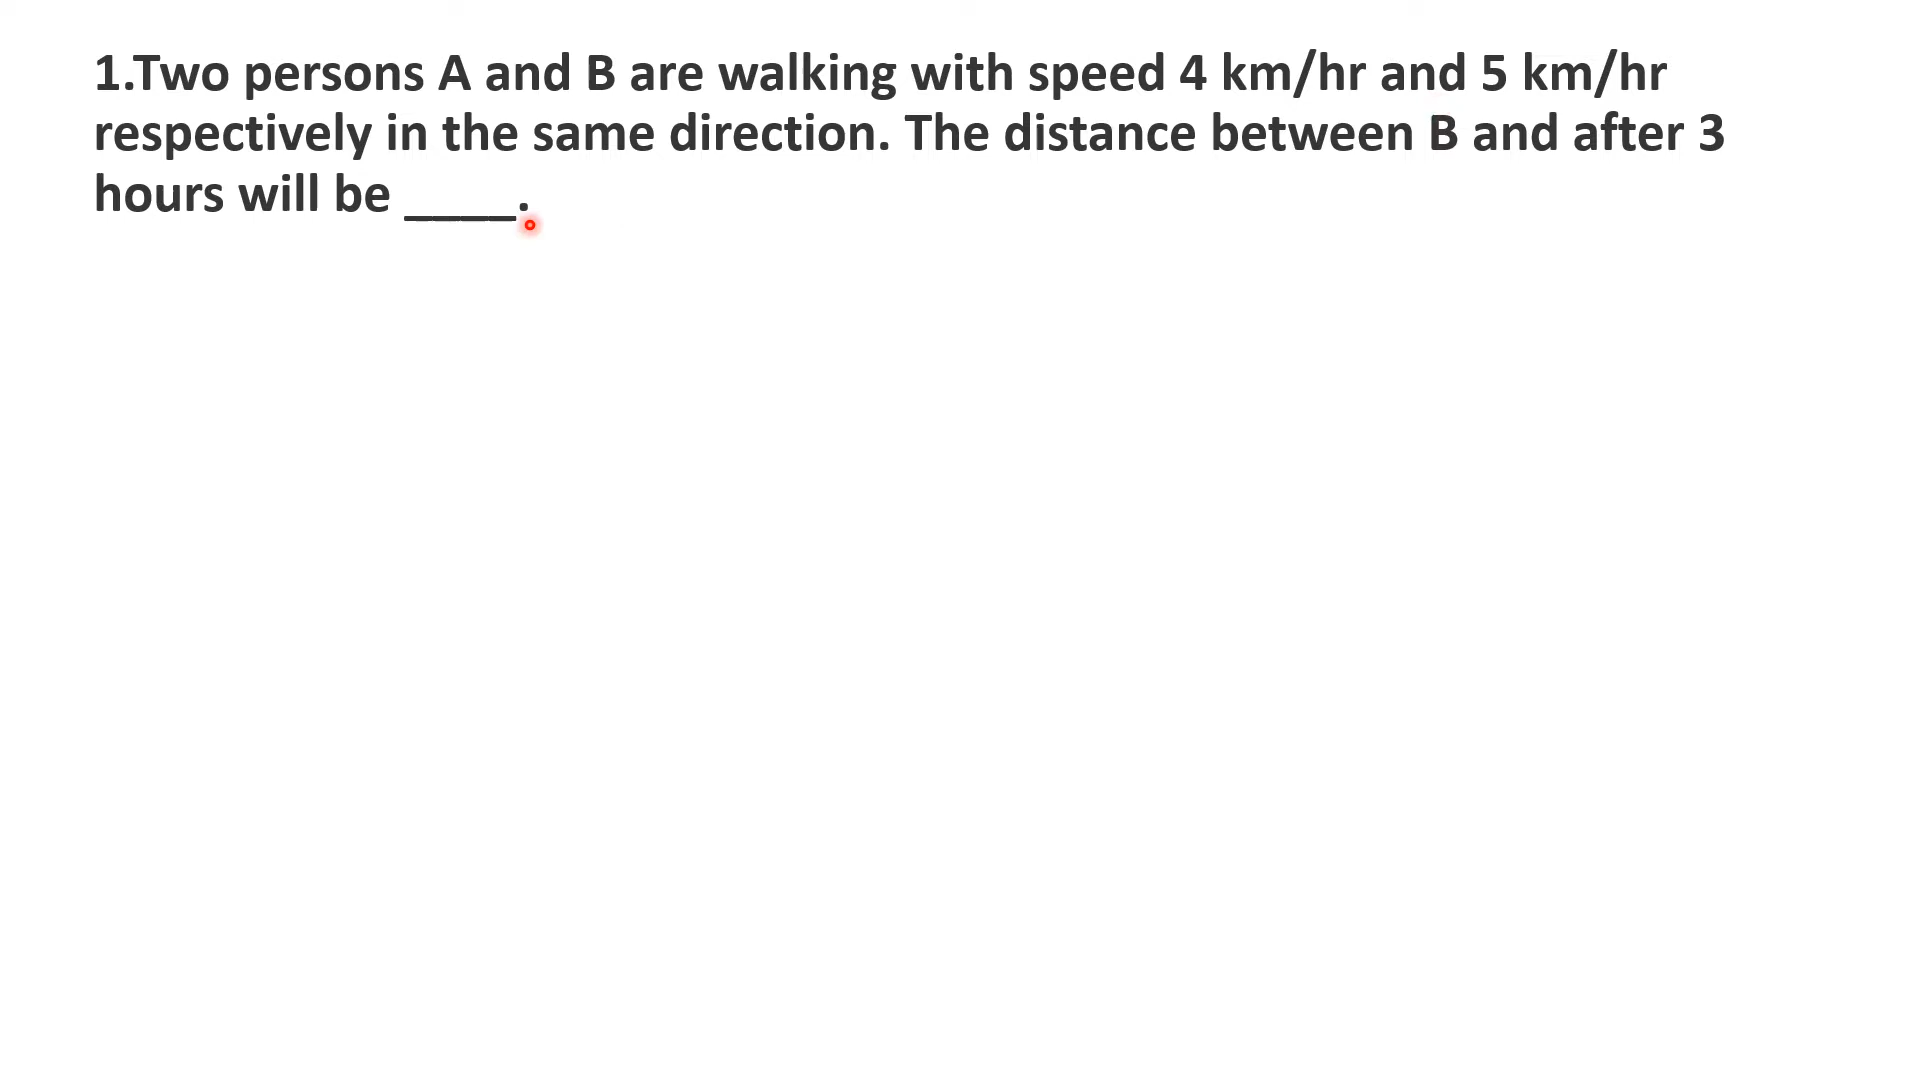 1.Two persons A and B are walking with speed 4 km/hr and 5 km/hr
respectively in the same direction. The distance between B and after 3
hours will be ____.